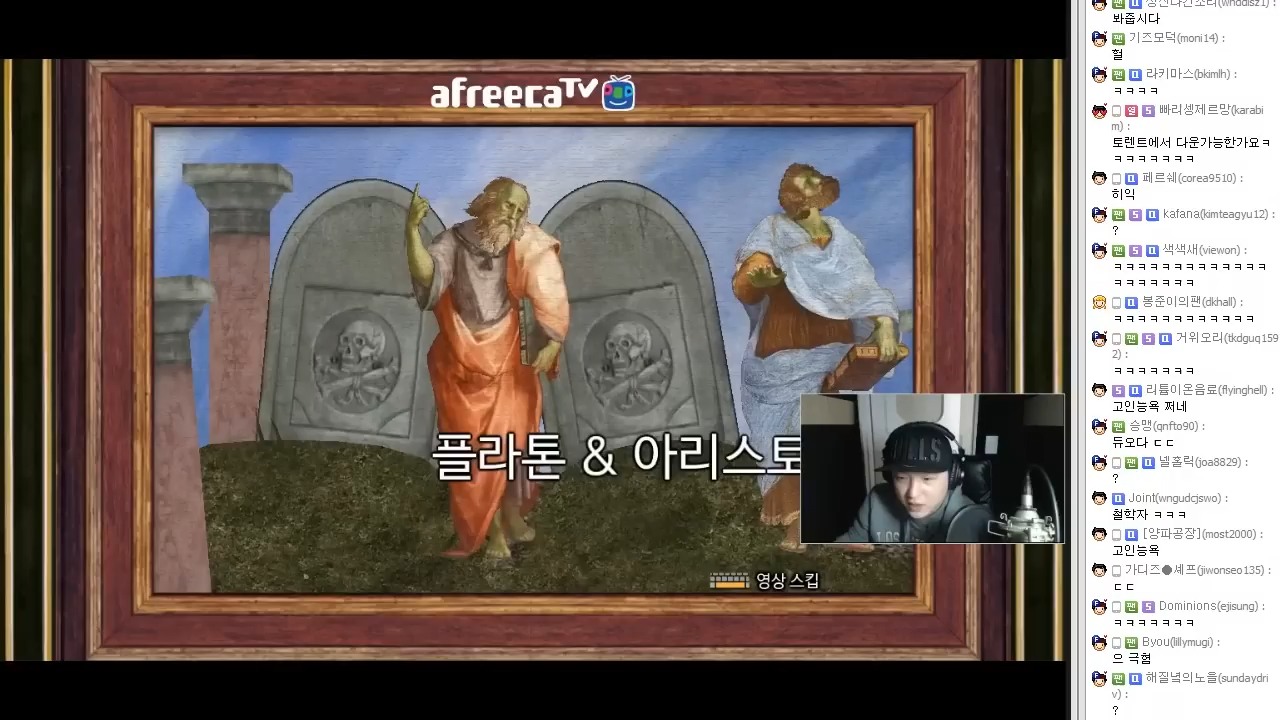 afreecaTV
플라톤 & 아리스토
영상 스킵
봐줍시다
기즈모덕(moni14) :
헐
라키마스(bkimlh) :
ㅋㅋㅋㅋ
빠리생제르망(karabi
m) :
토렌트에서 다운가능한가요ㅋ
ㅋㅋㅋㅋㅋㅋㅋ
페르쉐(corea9510) :
히익
kafana(kimteagyu12) :
?
색색새(viewon) :
ㅋㅋㅋㅋㅋㅋㅋㅋㅋㅋㅋㅋㅋ
ㅋㅋㅋㅋㅋㅋㅋ
봉준이의팬(dkhall) :
ㅋㅋㅋㅋㅋㅋㅋㅋㅋㅋㅋㅋ
거위오리(tkdguq159
2) :
ㅋㅋㅋㅋㅋㅋㅋ
리튬이온음료(flyinghell) :
고인능욕 쩌네
승맹(qnfto90) :
듀오다 ㄷㄷ
넬홀릭(joa8829) :
?
Joint(wngudcjswo) :
철학자 ㅋㅋㅋ
[양파공장](most2000) :
고인능욕
가디즈●셰프(jiwonseo135) :
ㄷㄷ
Dominions(ejisung) :
ㅋㅋㅋㅋㅋㅋㅋ
Byou(lillymugi) :
으 극혐
해질녘의노을(sundaydri
v) :
?